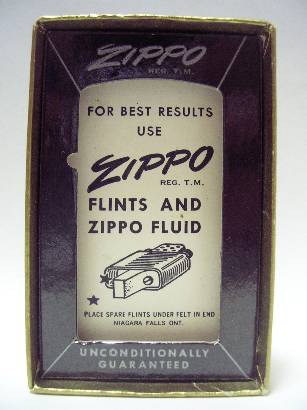 ZIPPO
REG. T.M.
FOR BEST RESULTS
USE
ZIPPO
REG. T.M.
FLINTS AND
ZIPPO FLUID
PLACE SPARE FLINTS UNDER FELT IN END
NIAGARA FALLS ONT.
UNCONDITIONALLY
GUARANTEED